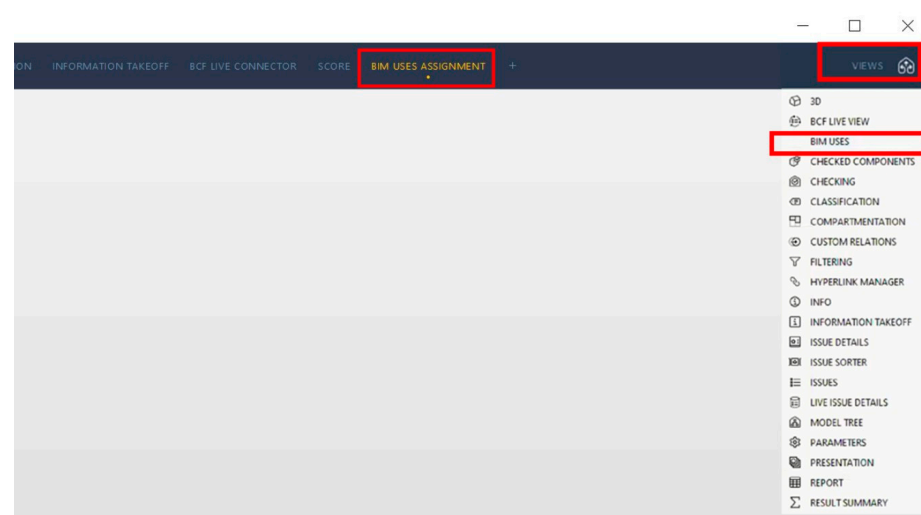 ON INFORMATION TAKEOFF BCF LIVE CONNECTOR SCORE BIM USES ASSIGNMENT + VIEWS
3D
BCF LIVE VIEW
BIM USES
CHECKED COMPONENTS
CHECKING
CLASSIFICATION
COMPARTMENTATION
CUSTOM RELATIONS
FILTERING
HYPERLINK MANAGER
INFO
INFORMATION TAKEOFF
ISSUE DETAILS
ISSUE SORTER
ISSUES
LIVE ISSUE DETAILS
MODEL TREE
PARAMETERS
PRESENTATION
REPORT
RESULT SUMMARY